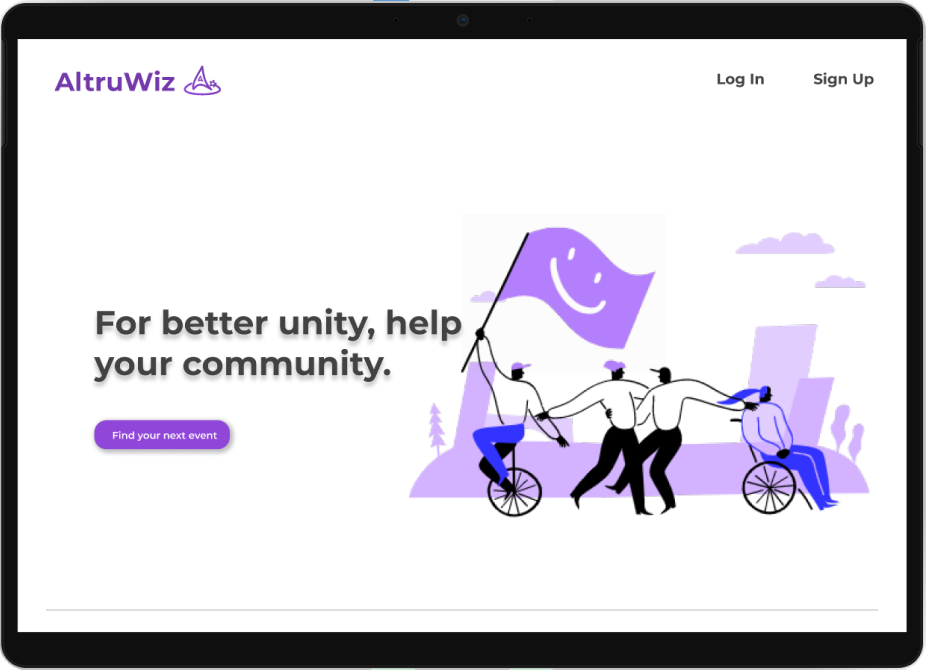 AltruWiz
Log In
Sign Up
For better unity, help
your community.
Find your next event